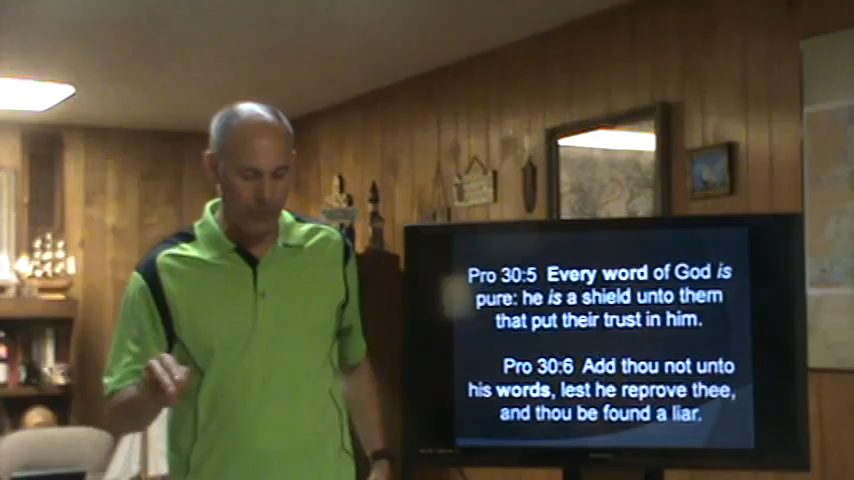 Pro 30:5 Every word of God is
pure: he is a shield unto them
that put their trust in him.
Pro 30:6 Add thou not unto
his words, lest he reprove thee,
and thou be found a liar.